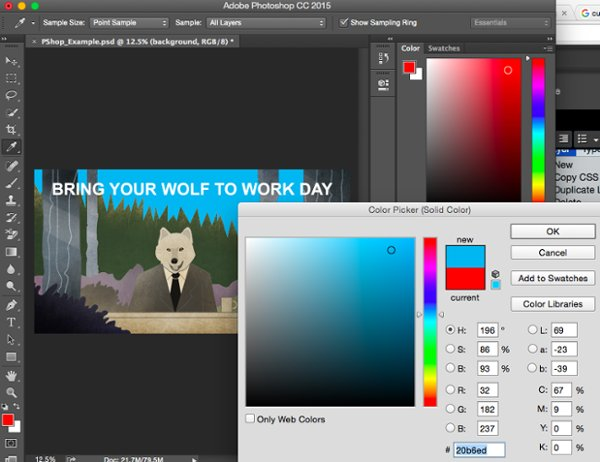 Adobe Photoshop CC 2015
Sample Size: Point Sample Sample: All Layers Show Sampling Ring Essentials
PShop_Example.psd @ 12.5% (background, RGB/8) *
Color Swatches
New
Copy CSS
Duplicate L
BRING YOUR WOLF TO WORK DAY
Color Picker (Solid Color)
new
current
OK
Cancel
Add to Swatches
Color Libraries
H: 196 ° L: 69
S: 86 % a: -23
B: 93 % b: -39
R: 32 C: 67 %
G: 182 M: 9 %
B: 237 Y: 0 %
# 20b6ed K: 0 %
Only Web Colors
12.5% Doc: 21.7M/79.5M